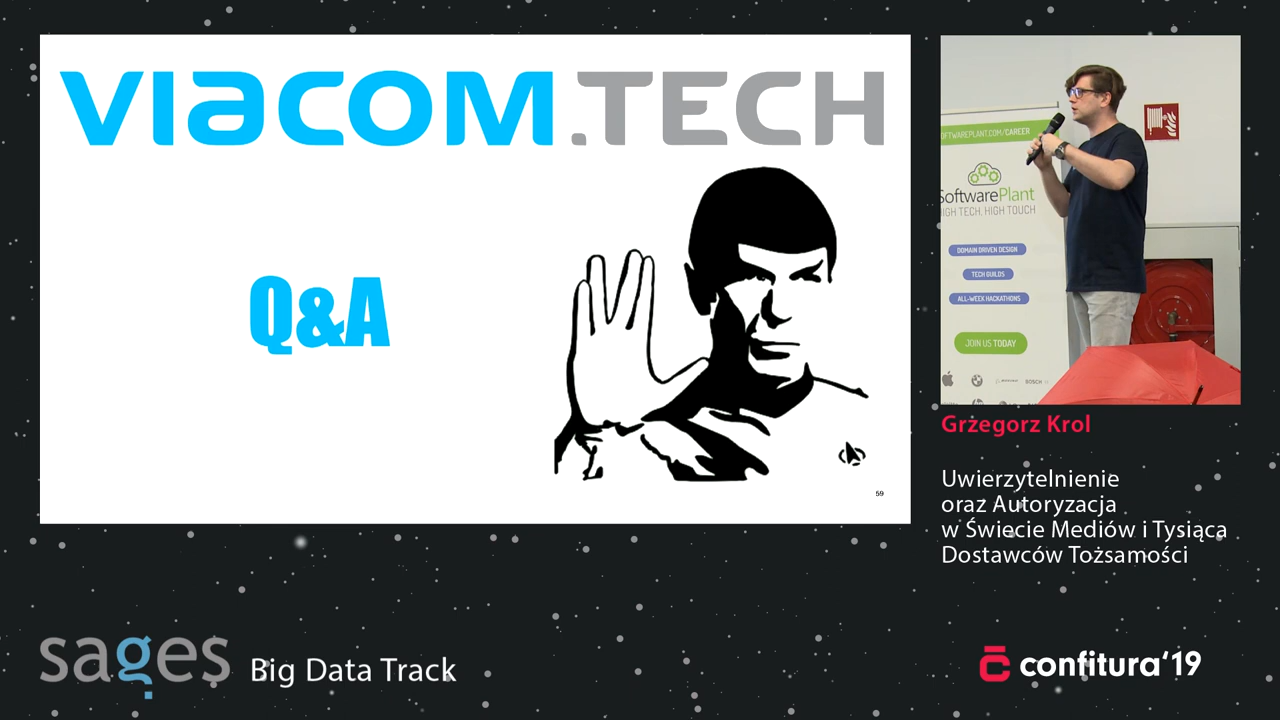 VIACOM.TECH
Q&A
59
SOFTWAREPLANT.COM/CAREER
SoftwarePlant
HIGH TECH, HIGH TOUCH
DOMAIN DRIVEN DESIGN
TECH GUILDS
ALL-WEEK HACKATHONS
JOIN US TODAY
BOSCH
Grzegorz Krol
Uwierzytelnienie
oraz Autoryzacja
w Świecie Mediów i Tysiąca
Dostawców Tożsamości
sages Big Data Track
confitura'19